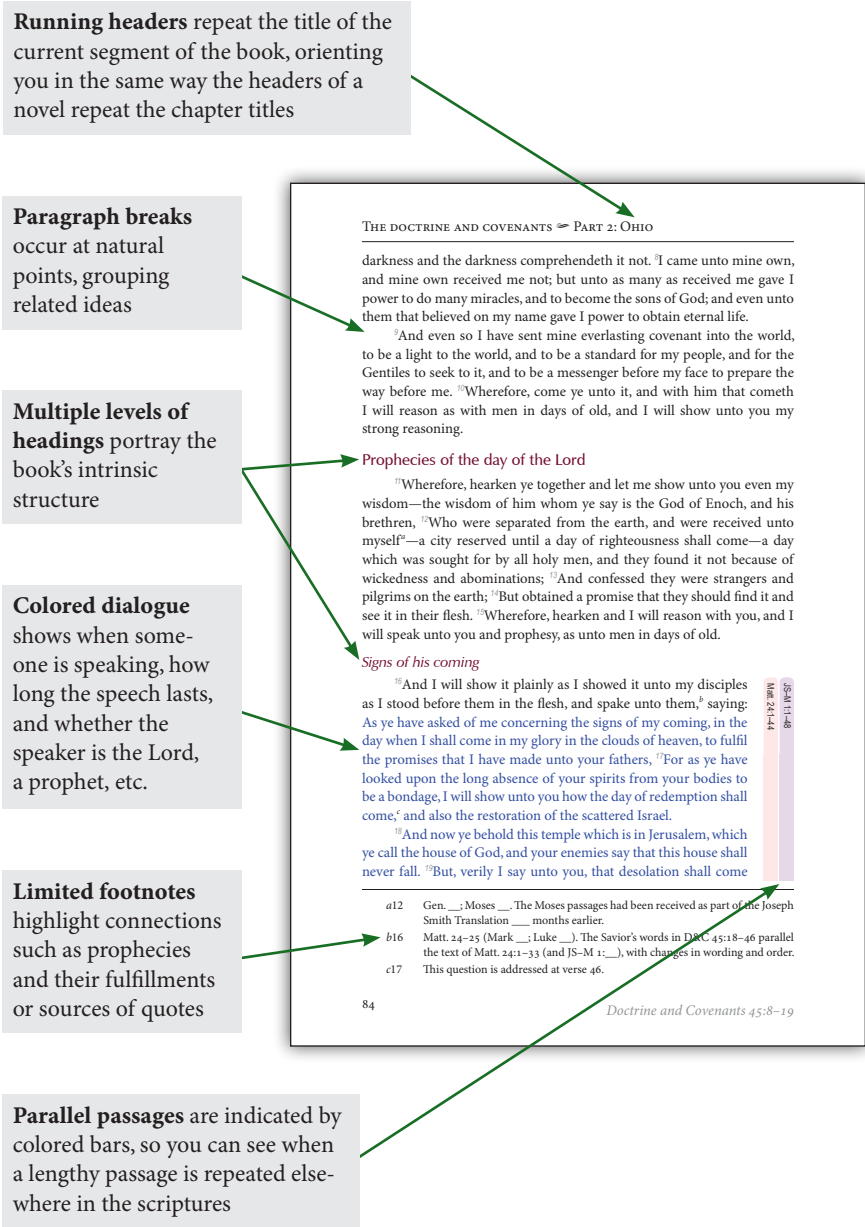 Running headers repeat the title of the
current segment of the book, orienting
you in the same way the headers of a
novel repeat the chapter titles
Paragraph breaks
occur at natural
points, grouping
related ideas
Multiple levels of
headings portray the
book’s intrinsic
structure
Colored dialogue
shows when some-
one is speaking, how
long the speech lasts,
and whether the
speaker is the Lord,
a prophet, etc.
Limited footnotes
highlight connections
such as prophecies
and their fulfillments
or sources of quotes
Parallel passages are indicated by
colored bars, so you can see when
a lengthy passage is repeated else-
where in the scriptures
The doctrine and covenants ☙ Part 2: Ohio
darkness and the darkness comprehendeth it not. 8I came unto mine own,
and mine own received me not; but unto as many as received me gave I
power to do many miracles, and to become the sons of God; and even unto
them that believed on my name gave I power to obtain eternal life.
9And even so I have sent mine everlasting covenant into the world,
to be a light to the world, and to be a standard for my people, and for the
Gentiles to seek to it, and to be a messenger before my face to prepare the
way before me. 10Wherefore, come ye unto it, and with him that cometh
I will reason as with men in days of old, and I will show unto you my
strong reasoning.
Prophecies of the day of the Lord
11Wherefore, hearken ye together and let me show unto you even my
wisdom—the wisdom of him whom ye say is the God of Enoch, and his
brethren, 12Who were separated from the earth, and were received unto
myselfa—a city reserved until a day of righteousness shall come—a day
which was sought for by all holy men, and they found it not because of
wickedness and abominations; 13And confessed they were strangers and
pilgrims on the earth; 14But obtained a promise that they should find it and
see it in their flesh. 15Wherefore, hearken and I will reason with you, and I
will speak unto you and prophesy, as unto men in days of old.
Signs of his coming
16And I will show it plainly as I showed it unto my disciples
as I stood before them in the flesh, and spake unto them,b saying:
As ye have asked of me concerning the signs of my coming, in the
day when I shall come in my glory in the clouds of heaven, to fulfil
the promises that I have made unto your fathers, 17For as ye have
looked upon the long absence of your spirits from your bodies to
be a bondage, I will show unto you how the day of redemption shall
come,c and also the restoration of the scattered Israel.
18And now ye behold this temple which is in Jerusalem, which
ye call the house of God, and your enemies say that this house shall
never fall. 19But, verily I say unto you, that desolation shall come
Matt. 24:1–44
JS–M 1:1–48
a12 Gen. __; Moses __. The Moses passages had been received as part of the Joseph
Smith Translation ___ months earlier.
b16 Matt. 24–25 (Mark __; Luke __). The Savior’s words in D&C 45:18–46 parallel
the text of Matt. 24:1–33 (and JS–M 1:__), with changes in wording and order.
c17 This question is addressed at verse 46.
84
Doctrine and Covenants 45:8–19